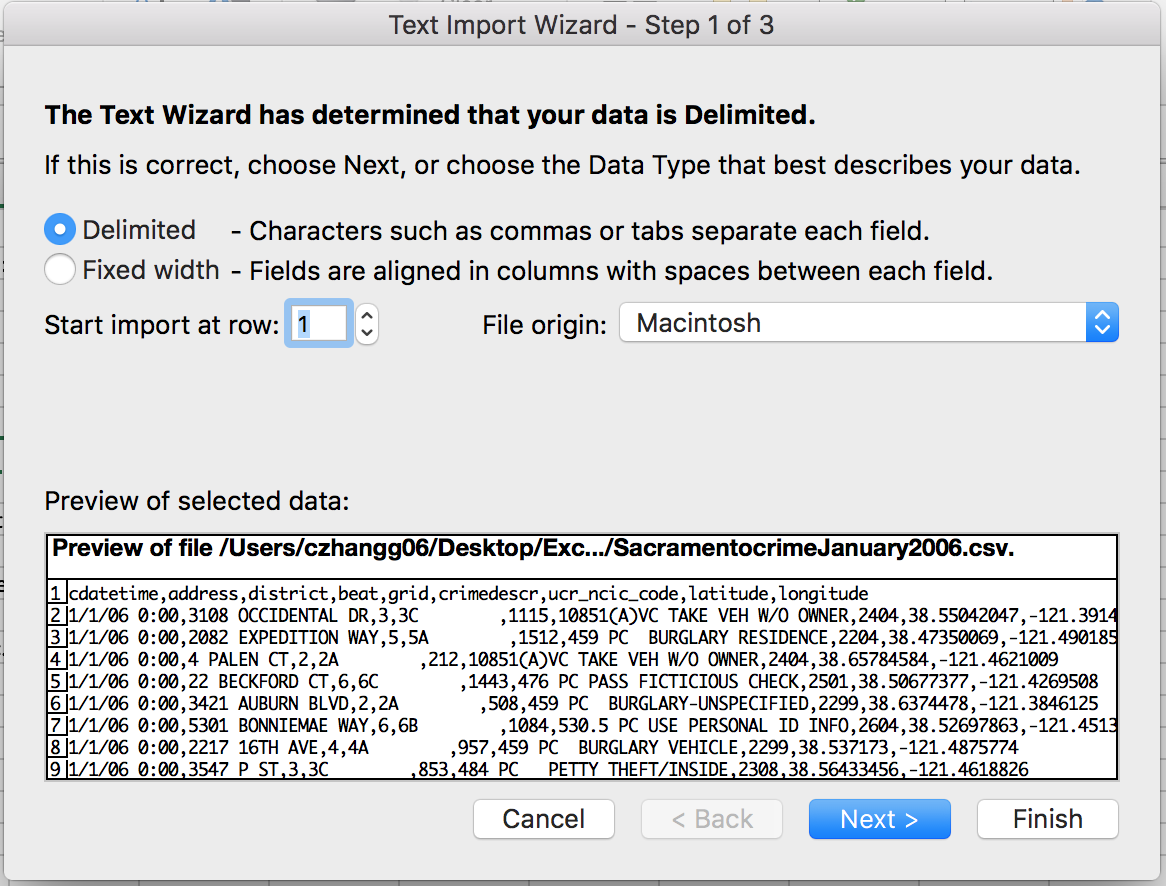 Text Import Wizard - Step 1 of 3
The Text Wizard has determined that your data is Delimited.
If this is correct, choose Next, or choose the Data Type that best describes your data.
Delimited - Characters such as commas or tabs separate each field.
Fixed width - Fields are aligned in columns with spaces between each field.
Start import at row: 1 File origin: Macintosh
Preview of selected data:
Preview of file /Users/czhangg06/Desktop/Exc.../SacramentocrimeJanuary2006.csv.
1 cdatetime,address,district,beat,grid,crimedescr,ucr_ncic_code,latitude,longitude
2 1/1/06 0:00,3108 OCCIDENTAL DR,3,3C        ,1115,10851(A)VC TAKE VEH W/O OWNER,2404,38.55042047,-121.3914
3 1/1/06 0:00,2082 EXPEDITION WAY,5,5A        ,1512,459 PC  BURGLARY RESIDENCE,2204,38.47350069,-121.490185
4 1/1/06 0:00,4 PALEN CT,2,2A        ,212,10851(A)VC TAKE VEH W/O OWNER,2404,38.65784584,-121.4621009
5 1/1/06 0:00,22 BECKFORD CT,6,6C        ,1443,476 PC PASS FICTICIOUS CHECK,2501,38.50677377,-121.4269508
6 1/1/06 0:00,3421 AUBURN BLVD,2,2A        ,508,459 PC  BURGLARY-UNSPECIFIED,2299,38.6374478,-121.3846125
7 1/1/06 0:00,5301 BONNIEMAE WAY,6,6B        ,1084,530.5 PC USE PERSONAL ID INFO,2604,38.52697863,-121.4513
8 1/1/06 0:00,2217 16TH AVE,4,4A        ,957,459 PC  BURGLARY VEHICLE,2299,38.537173,-121.4875774
9 1/1/06 0:00,3547 P ST,3,3C        ,853,484 PC   PETTY THEFT/INSIDE,2308,38.56433456,-121.4618826
Cancel < Back Next > Finish